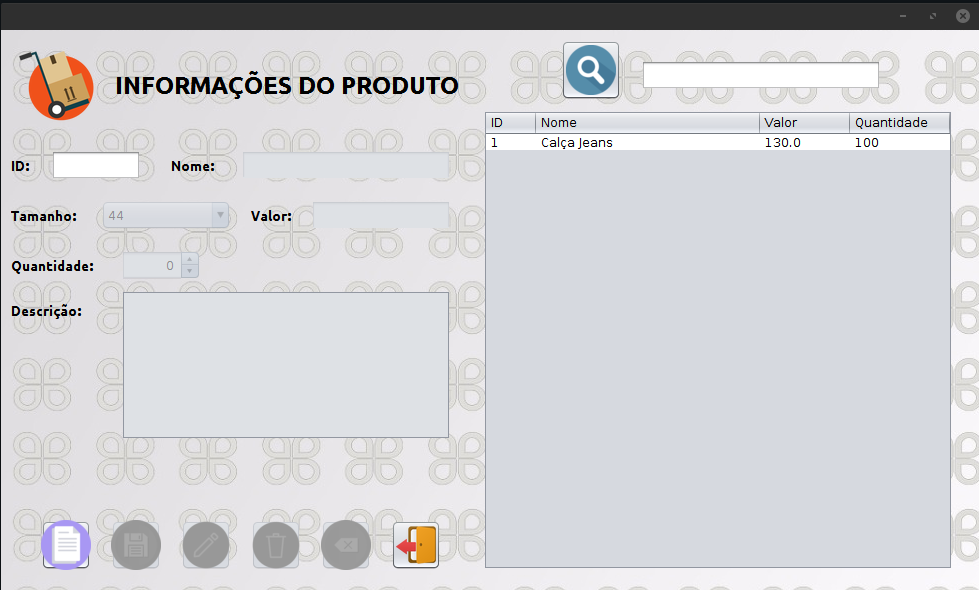 INFORMAÇÕES DO PRODUTO
ID:
Nome:
Tamanho: 44
Valor:
Quantidade: 0
Descrição:
ID Nome Valor Quantidade
1 Calça Jeans 130.0 100